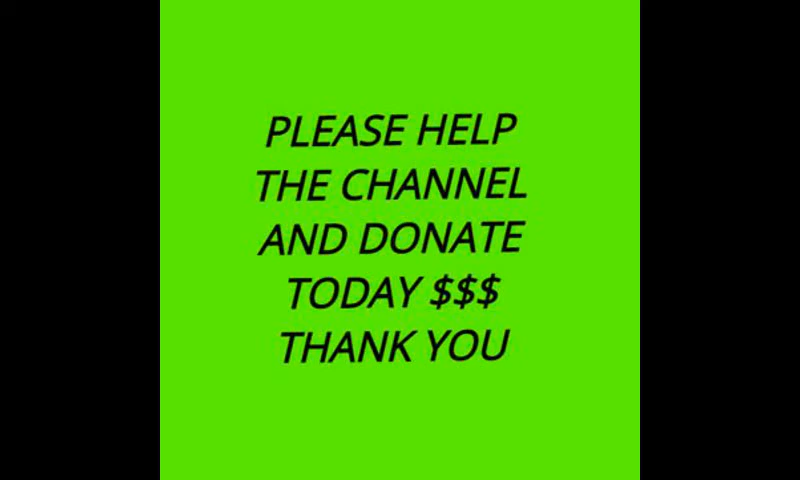 PLEASE HELP
THE CHANNEL
AND DONATE
TODAY $$$
THANK YOU